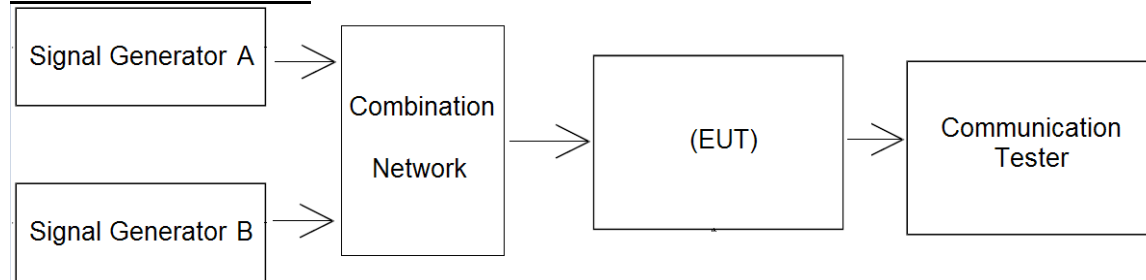 Signal Generator A
Combination
Network
(EUT)
Communication
Tester
Signal Generator B